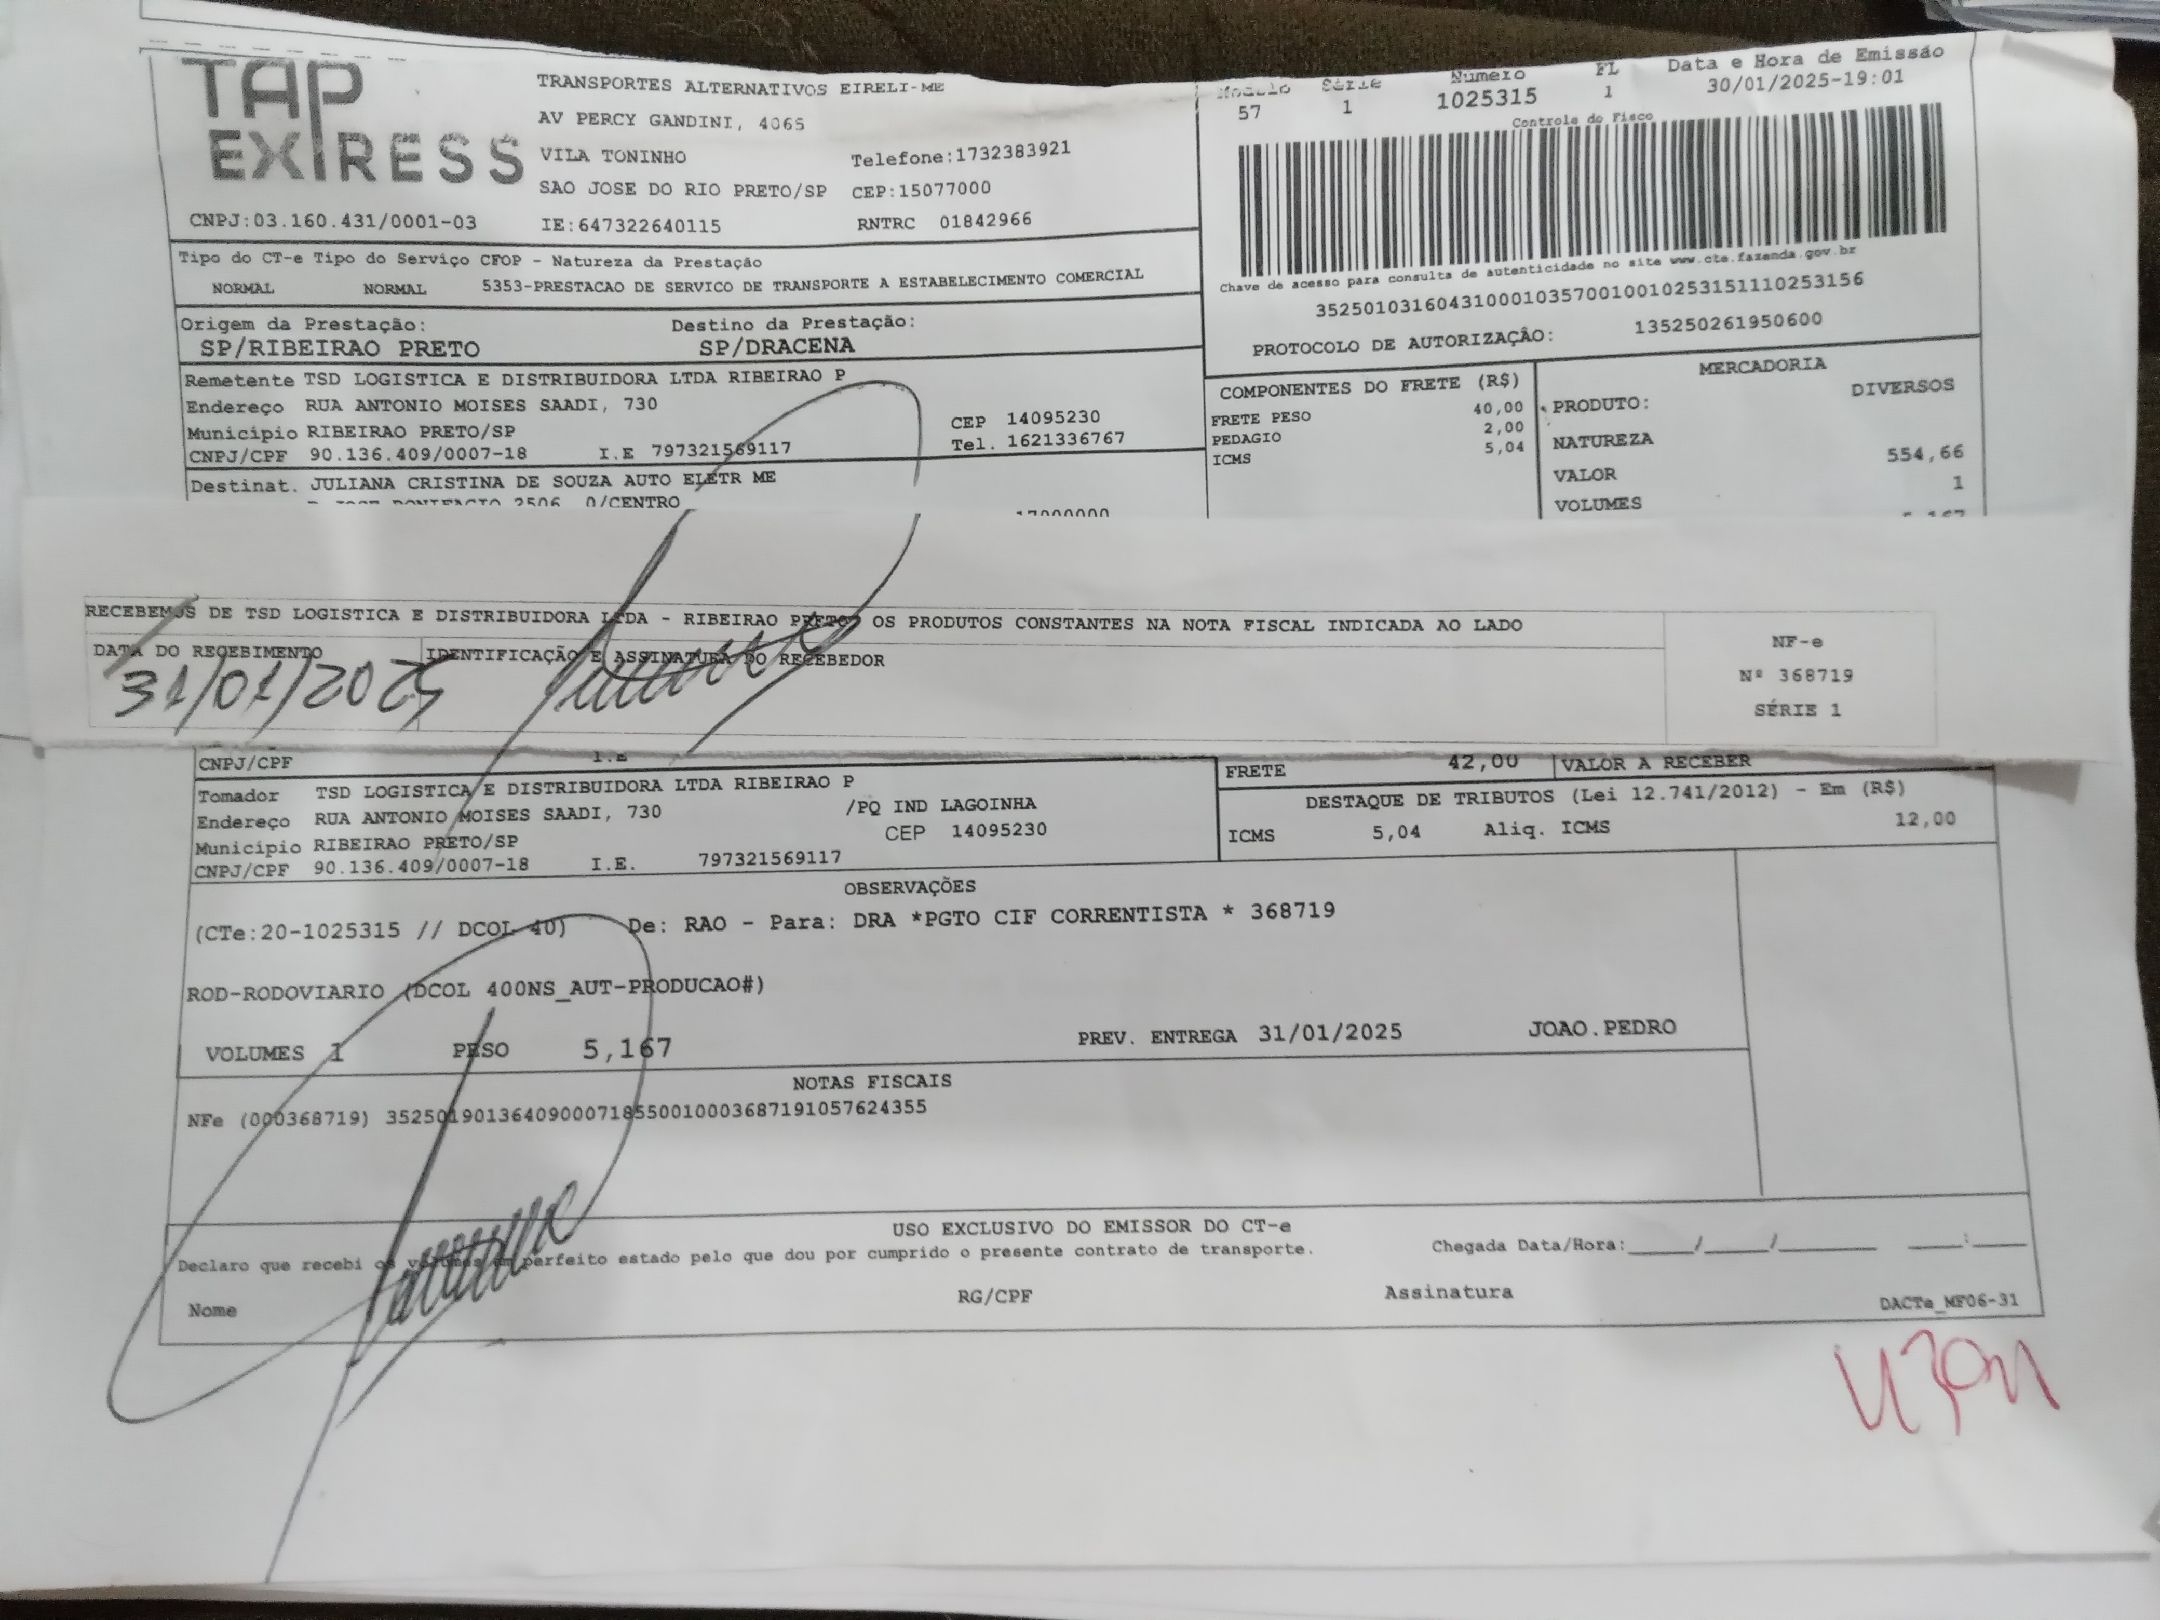 TAP
EXPRESS
TRANSPORTES ALTERNATIVOS EIRELI-ME
AV PERCY GANDINI, 4065
VILA TONINHO Telefone:1732383921
SAO JOSE DO RIO PRETO/SP CEP:15077000
CNPJ:03.160.431/0001-03 IE:647322640115 RNTRC 01842966
Modelo Série Numero FL Data e Hora de Emissão
57 1 1025315 1 30/01/2025-19:01
Controle do Fisco
Chave de acesso para consulta de autenticidade no site www.cte.fazenda.gov.br
35250103160431000103570010010253151110253156
PROTOCOLO DE AUTORIZAÇÃO: 135250261950600
Tipo do CT-e Tipo do Serviço CFOP - Natureza da Prestação
NORMAL NORMAL 5353-PRESTACAO DE SERVICO DE TRANSPORTE A ESTABELECIMENTO COMERCIAL
Origem da Prestação: Destino da Prestação:
SP/RIBEIRAO PRETO SP/DRACENA
Remetente TSD LOGISTICA E DISTRIBUIDORA LTDA RIBEIRAO P
Endereço RUA ANTONIO MOISES SAADI, 730
CEP 14095230
Municipio RIBEIRAO PRETO/SP
Tel. 1621336767
CNPJ/CPF 90.136.409/0007-18 I.E 797321569117
Destinat. JULIANA CRISTINA DE SOUZA AUTO ELETR ME
JOSE BONIFACIO 2506 0/CENTRO
COMPONENTES DO FRETE (R$)
FRETE PESO 40,00
PEDAGIO 2,00
ICMS 5,04
MERCADORIA
PRODUTO: DIVERSOS
NATUREZA
VALOR 554,66
VOLUMES 1
5,167
RECEBEMOS DE TSD LOGISTICA E DISTRIBUIDORA LTDA - RIBEIRAO PRETO, OS PRODUTOS CONSTANTES NA NOTA FISCAL INDICADA AO LADO
DATA DO RECEBIMENTO IDENTIFICAÇÃO E ASSINATURA DO RECEBEDOR
31/01/2025
NF-e
Nº 368719
SÉRIE 1
CNPJ/CPF I.E
Tomador TSD LOGISTICA E DISTRIBUIDORA LTDA RIBEIRAO P
Endereço RUA ANTONIO MOISES SAADI, 730 /PQ IND LAGOINHA
Municipio RIBEIRAO PRETO/SP CEP 14095230
CNPJ/CPF 90.136.409/0007-18 I.E. 797321569117
FRETE 42,00 VALOR A RECEBER
DESTAQUE DE TRIBUTOS (Lei 12.741/2012) - Em (R$)
ICMS 5,04 Aliq. ICMS 12,00
OBSERVAÇÕES
(CTe:20-1025315 // DCOL 40) De: RAO - Para: DRA *PGTO CIF CORRENTISTA * 368719
ROD-RODOVIARIO (DCOL 400NS_AUT-PRODUCAO#)
VOLUMES 1 PESO 5,167 PREV. ENTREGA 31/01/2025 JOAO.PEDRO
NOTAS FISCAIS
NFe (000368719) 35250190136409000718550010003687191057624355
USO EXCLUSIVO DO EMISSOR DO CT-e
Declaro que recebi os volumes em perfeito estado pelo que dou por cumprido o presente contrato de transporte. Chegada Data/Hora:____/____/______ ____:____
Nome RG/CPF Assinatura
DACTe_MF06-31